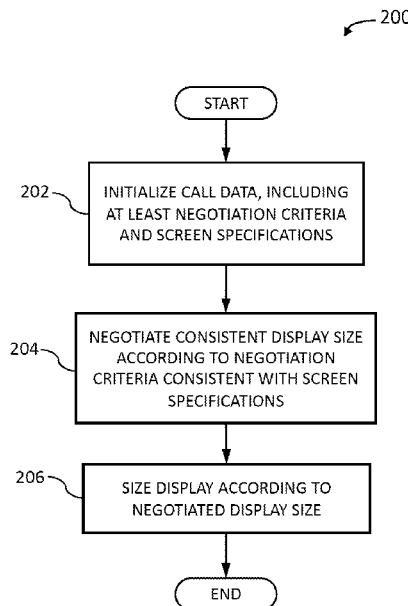 200
START
202
INITIALIZE CALL DATA, INCLUDING
AT LEAST NEGOTIATION CRITERIA
AND SCREEN SPECIFICATIONS
204
NEGOTIATE CONSISTENT DISPLAY SIZE
ACCORDING TO NEGOTIATION
CRITERIA CONSISTENT WITH SCREEN
SPECIFICATIONS
206
SIZE DISPLAY ACCORDING TO
NEGOTIATED DISPLAY SIZE
END